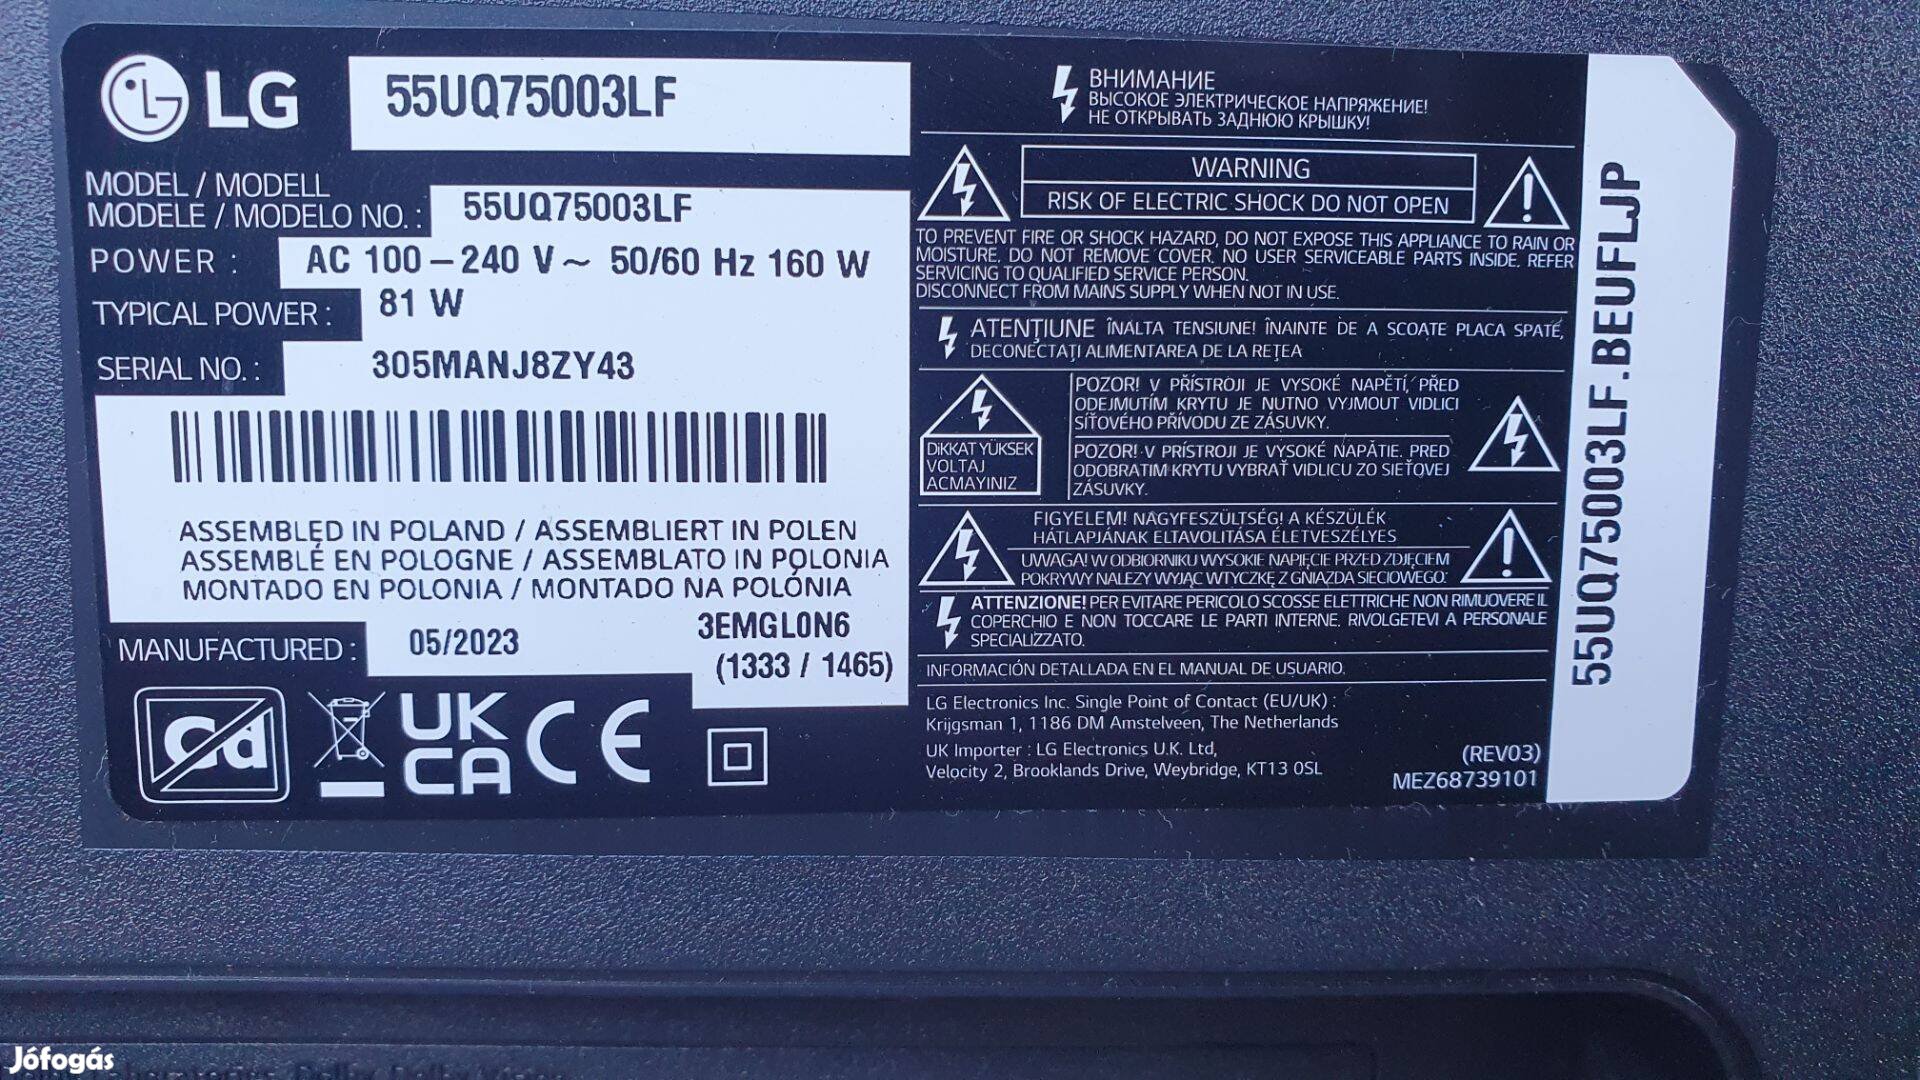 LG
55UQ75003LF
MODEL / MODELL
MODELE / MODELO NO. : 55UQ75003LF
POWER : AC 100 – 240 V ~ 50/60 Hz 160 W
TYPICAL POWER : 81 W
SERIAL NO. : 305MANJ8ZY43
ASSEMBLED IN POLAND / ASSEMBLIERT IN POLEN
ASSEMBLÉ EN POLOGNE / ASSEMBLATO IN POLONIA
MONTADO EN POLONIA / MONTADO NA POLÓNIA
MANUFACTURED : 05/2023
3EMGL0N6
(1333 / 1465)
Cd
UK
CA
CE
ВНИМАНИЕ
ВЫСОКОЕ ЭЛЕКТРИЧЕСКОЕ НАПРЯЖЕНИЕ!
НЕ ОТКРЫВАТЬ ЗАДНЮЮ КРЫШКУ!
WARNING
RISK OF ELECTRIC SHOCK DO NOT OPEN
TO PREVENT FIRE OR SHOCK HAZARD, DO NOT EXPOSE THIS APPLIANCE TO RAIN OR
MOISTURE. DO NOT REMOVE COVER. NO USER SERVICEABLE PARTS INSIDE. REFER
SERVICING TO QUALIFIED SERVICE PERSON.
DISCONNECT FROM MAINS SUPPLY WHEN NOT IN USE.
ATENȚIUNE ÎNALTA TENSIUNE! ÎNAINTE DE A SCOATE PLACA SPATE,
DECONECTAȚI ALIMENTAREA DE LA REȚEA
DİKKAT YÜKSEK
VOLTAJ
AÇMAYINIZ
POZOR! V PŘÍSTROJI JE VYSOKÉ NAPĚTÍ, PŘED
ODEJMUTÍM KRYTU JE NUTNO VYJMOUT VIDLICI
SÍŤOVÉHO PŘÍVODU ZE ZÁSUVKY.
POZOR! V PRÍSTROJI JE VYSOKÉ NAPÄTIE. PRED
ODOBRATIM KRYTU VYBRAŤ VIDLICU ZO SIEŤOVEJ
ZÁSUVKY.
FIGYELEM! NAGYFESZÜLTSÉG! A KÉSZÜLÉK
HÁTLAPJÁNAK ELTAVOLITÁSA ÉLETVESZÉLYES
UWAGA! W ODBIORNIKU WYSOKIE NAPIĘCIE PRZED ZDJĘCIEM
POKRYWY NALEŻY WYJĄĆ WTYCZKĘ Z GNIAZDA SIECIOWEGO.
ATTENZIONE! PER EVITARE PERICOLO SCOSSE ELETTRICHE NON RIMUOVERE IL
COPERCHIO E NON TOCCARE LE PARTI INTERNE. RIVOLGETEVI A PERSONALE
SPECIALIZZATO.
INFORMACIÓN DETALLADA EN EL MANUAL DE USUARIO.
LG Electronics Inc. Single Point of Contact (EU/UK) :
Krijgsman 1, 1186 DM Amstelveen, The Netherlands
UK Importer : LG Electronics U.K. Ltd,
Velocity 2, Brooklands Drive, Weybridge, KT13 0SL
(REV03)
MEZ68739101
55UQ75003LF.BEUFLJP
Jófogás